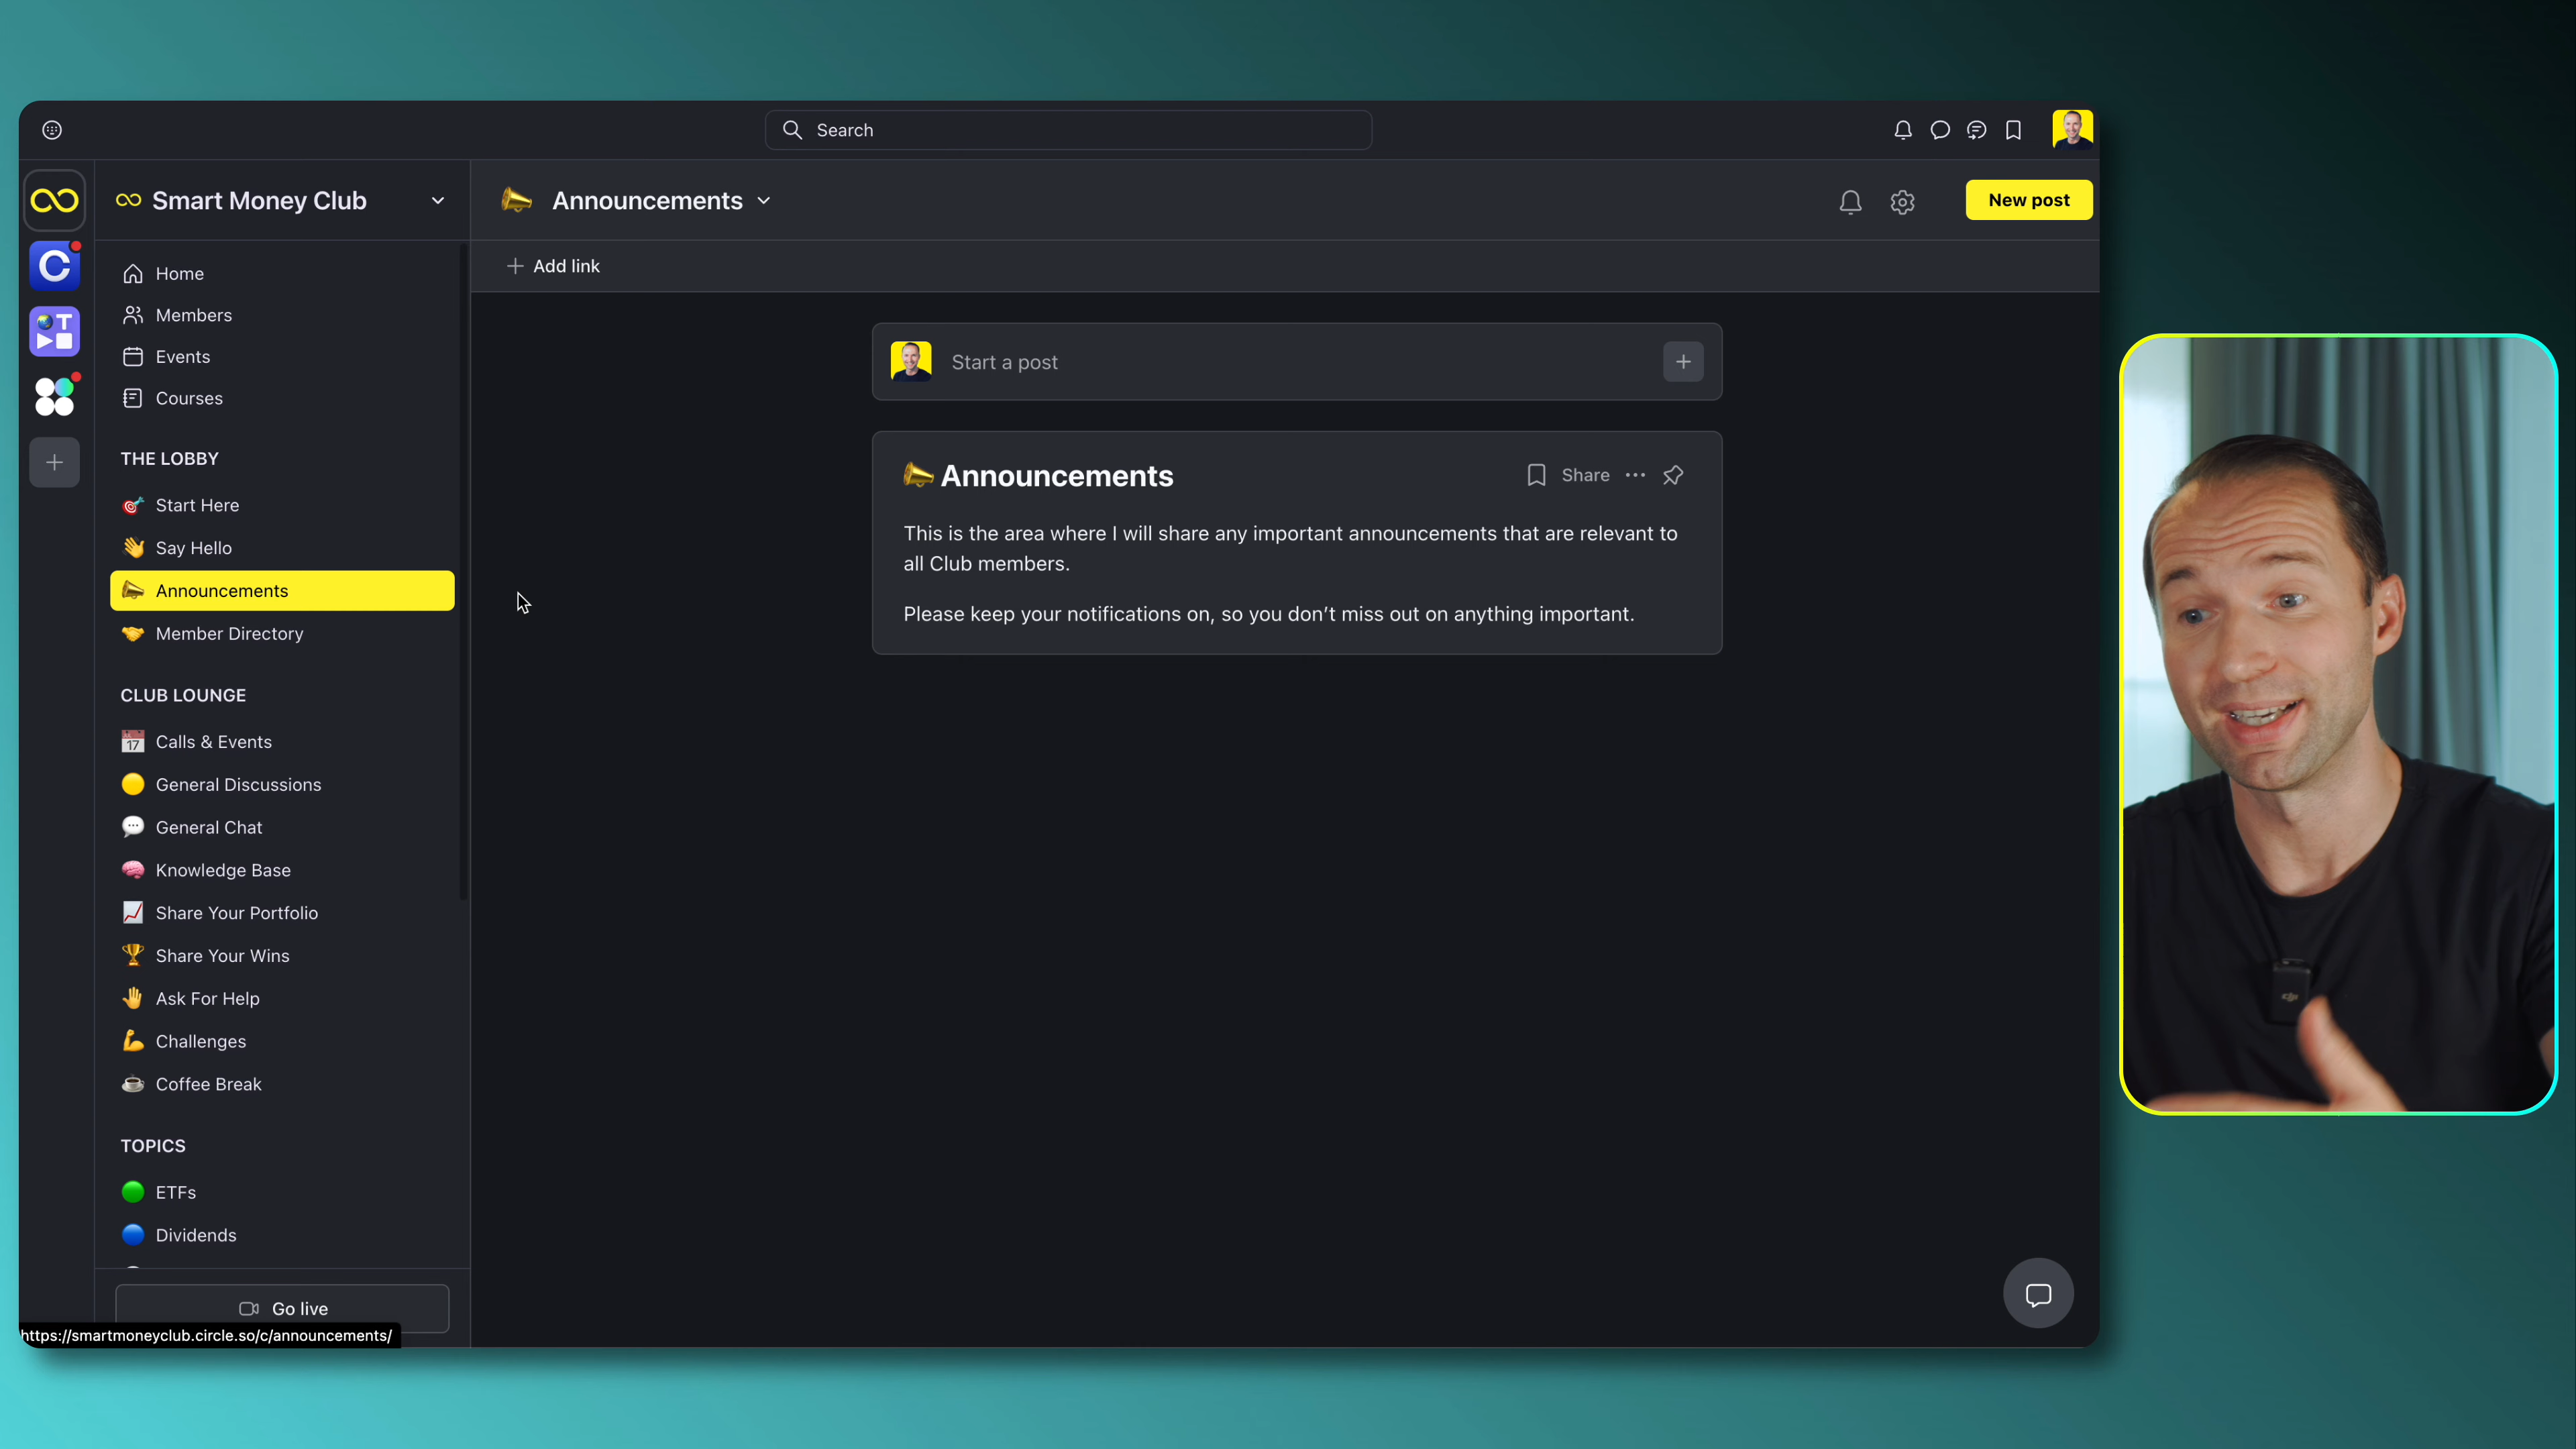 Search
Smart Money Club
Announcements
New post
Add link
Home
Members
Events
Courses
THE LOBBY
Start Here
Say Hello
Announcements
Member Directory
CLUB LOUNGE
17
Calls & Events
General Discussions
General Chat
Knowledge Base
Share Your Portfolio
Share Your Wins
Ask For Help
Challenges
Coffee Break
TOPICS
ETFs
Dividends
Go live
https://smartmoneyclub.circle.so/c/announcements/
C
T
Start a post
Announcements
Share
This is the area where I will share any important announcements that are relevant to
all Club members.
Please keep your notifications on, so you don’t miss out on anything important.